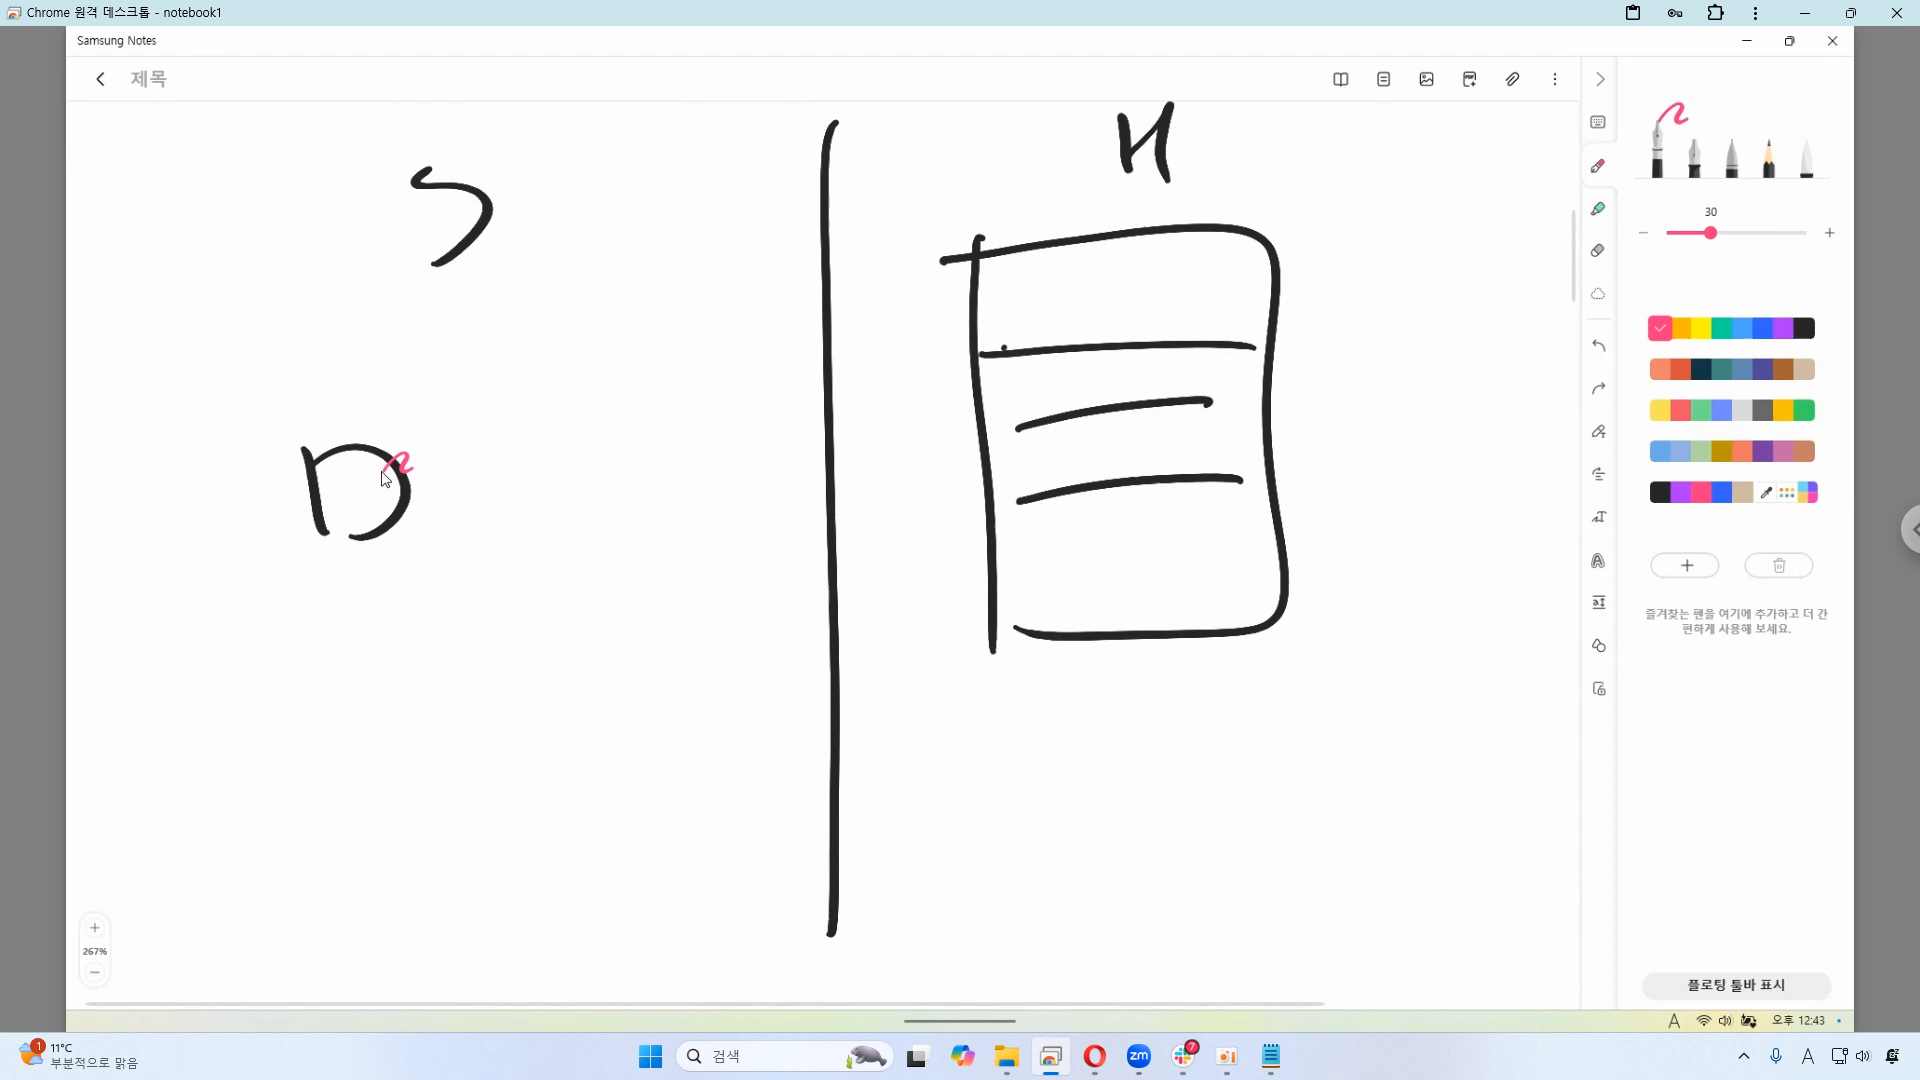 Chrome 원격 데스크톱 - notebook1
Samsung Notes
제목
H
S
D
30
267%
즐겨찾는 펜을 여기에 추가하고 더 간
편하게 사용해 보세요.
플로팅 툴바 표시
A
오후 12:43
1
11°C
부분적으로 맑음
검색
zm
7
A